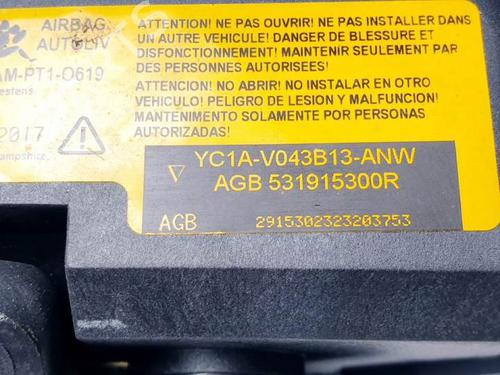 AIRBAG
AUTOLIV
AM-PT1-O619
2017
ATTENTION! NE PAS OUVRIR! NE PAS INSTALLER DANS
UN AUTRE VEHICULE! DANGER DE BLESSURE ET
DISFONCTIONNEMENT! MAINTENIR SEULEMENT PAR
DES PERSONNES AUTORISEES!
ATTENCION! NO ABRIR! NO INSTALAR EN OTRO
VEHICULO! PELIGRO DE LESION Y MALFUNCION!
MANTENIMENTO SOLAMENTE POR PERSONAS
AUTORIZADAS!
YC1A-V043B13-ANW
AGB 531915300R
AGB 2915302323203753